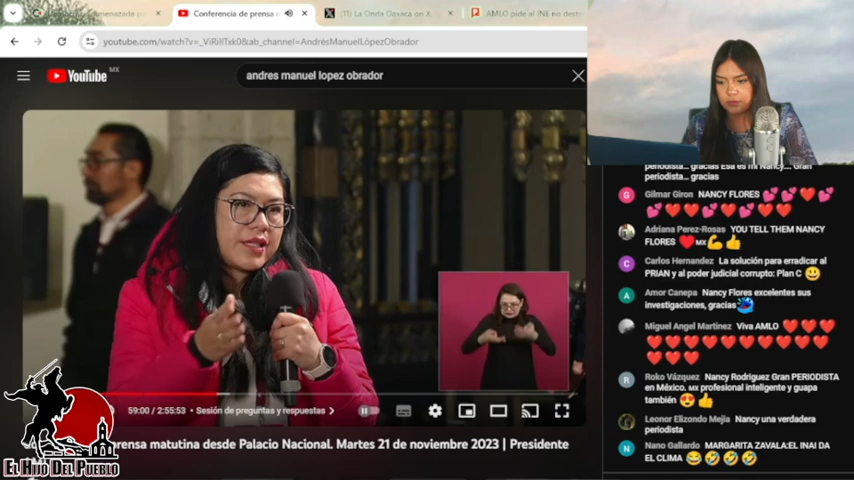 Conferencia de prensa
(11) La Onda Oaxaca on X
AMLO pide al INE no desto
youtube.com/watch?v=_ViRiIlTxk0&ab_channel=AndrésManuelLópezObrador
YouTube MX
andres manuel lopez obrador
periodista... gracias Esa es mi Nancy.... Gran
periodista... gracias
Gilmar Giron NANCY FLORES 💕💕❤️💕
💕❤️❤️💕❤️💕❤️❤️
Adriana Perez-Rosas YOU TELL THEM NANCY
FLORES ❤️🇲🇽💪👍
Carlos Hernandez La solución para erradicar al
PRIAN y al poder judicial corrupto: Plan C 😃
Amor Canepa Nancy Flores excelentes sus
investigaciones, gracias
Miguel Angel Martinez Viva AMLO ❤️❤️❤️
❤️❤️❤️❤️❤️❤️❤️❤️❤️❤️
❤️❤️❤️
Roko Vázquez Nancy Rodriguez Gran PERIODISTA
en México. 🇲🇽 profesional inteligente y guapa
también 😍👍
Leonor Elizondo Mejia Nancy una verdadera
periodista
Nano Gallardo MARGARITA ZAVALA:EL INAI DA
EL CLIMA 😂🤣🤣🤣
59:00 / 2:55:53 • Sesión de preguntas y respuestas
prensa matutina desde Palacio Nacional. Martes 21 de noviembre 2023 | Presidente
EL HIJO DEL PUEBLO